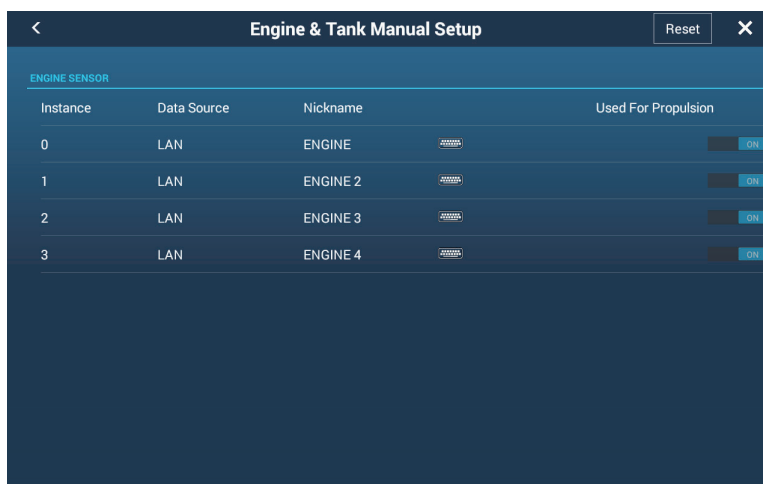 Engine & Tank Manual Setup Reset
ENGINE SENSOR
Instance Data Source Nickname Used For Propulsion
0 LAN ENGINE ON
1 LAN ENGINE 2 ON
2 LAN ENGINE 3 ON
3 LAN ENGINE 4 ON